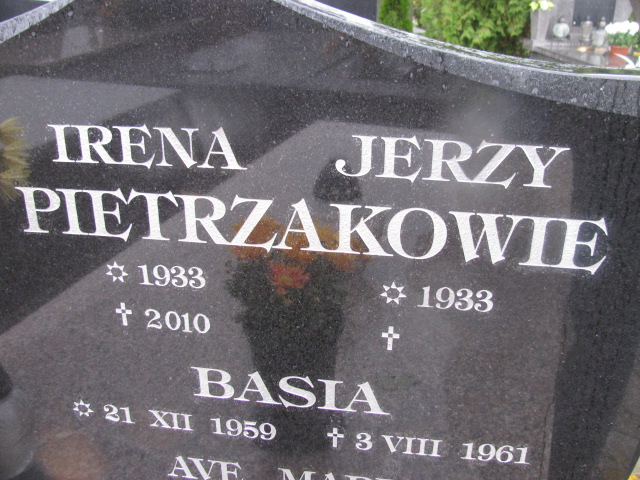 IRENA JERZY
PIETRZAKOWIE
✵ 1933 ✵ 1933
✝ 2010 ✝
BASIA
✵ 21 XII 1959 ✝ 3 VIII 1961
AVE